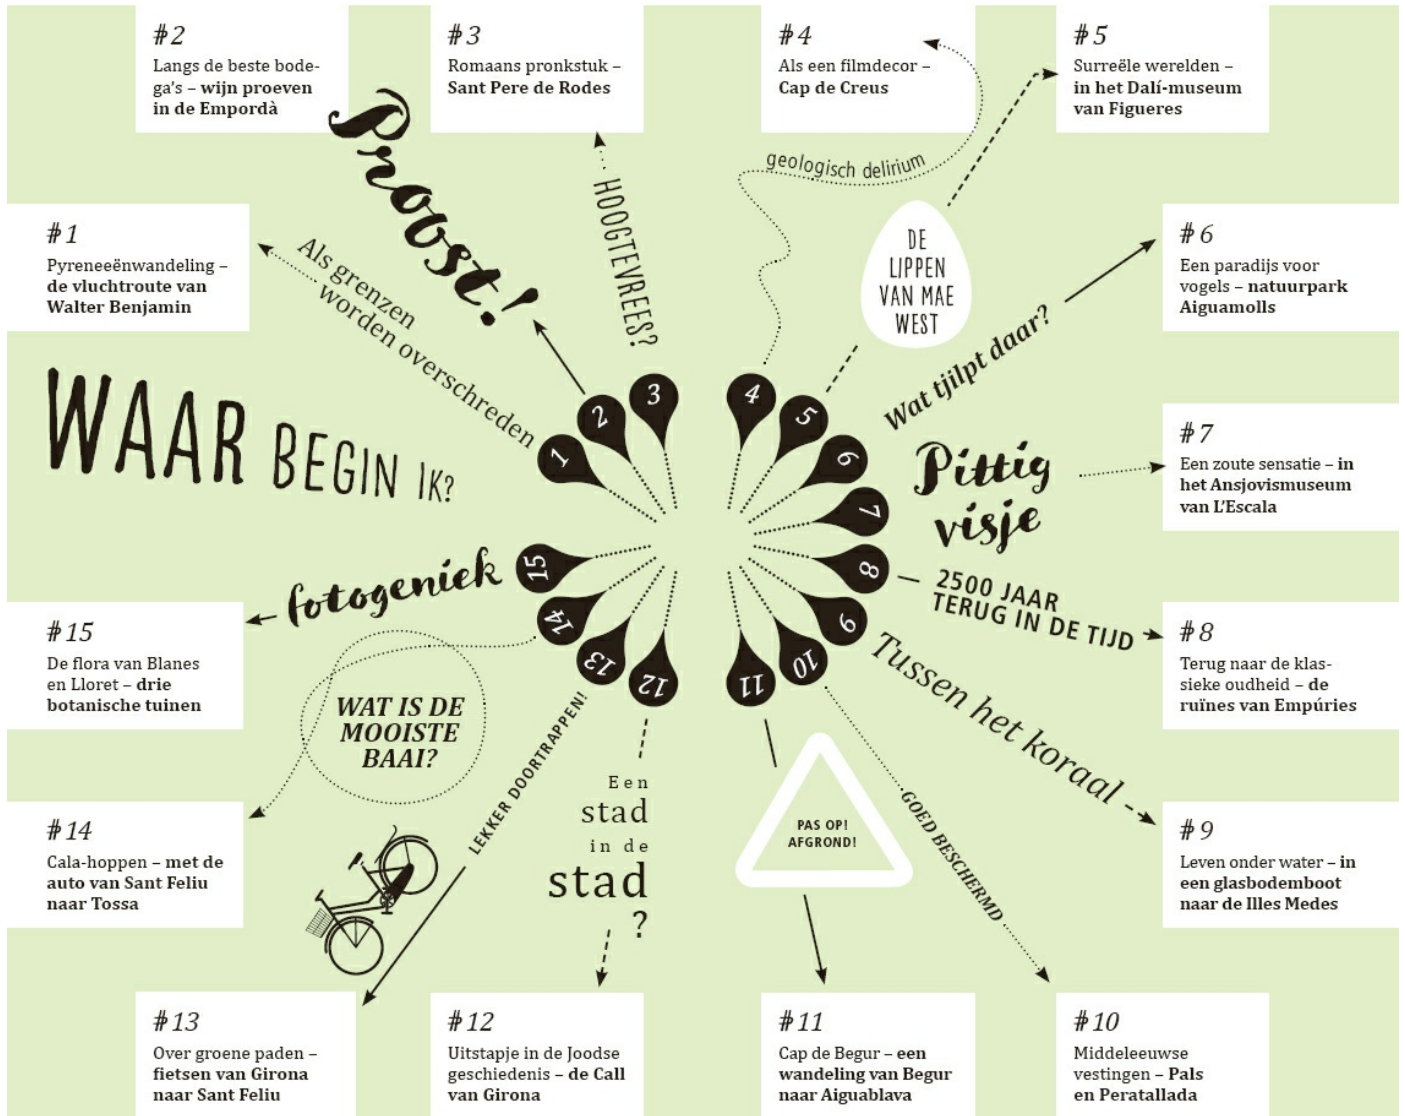 #2
Langs de beste bode-
ga's – wijn proeven
in de Empordà
#3
Romaans pronkstuk –
Sant Pere de Rodes
#4
Als een filmdecor –
Cap de Creus
#5
Surreële werelden –
in het Dalí-museum
van Figueres
Proost!
HOOGTEVREES?
geologisch delirium
DE
LIPPEN
VAN MAE
WEST
#1
Pyreneeënwandeling –
de vluchtroute van
Walter Benjamin
Als grenzen
worden overschreden
#6
Een paradijs voor
vogels – natuurpark
Aiguamolls
Wat tjilpt daar?
WAAR BEGIN IK?
1
2
3
4
5
6
7
8
9
10
11
12
13
14
15
Pittig
visje
#7
Een zoute sensatie – in
het Ansjovismuseum
van L'Escala
2500 JAAR
TERUG IN DE TIJD
#8
Terug naar de klas-
sieke oudheid – de
ruïnes van Empúries
fotogeniek
#15
De flora van Blanes
en Lloret – drie
botanische tuinen
WAT IS DE
MOOISTE
BAAI?
Tussen het koraal
#9
Leven onder water – in
een glasbodemboot
naar de Illes Medes
#14
Cala-hoppen – met de
auto van Sant Feliu
naar Tossa
LEKKER DOORTRAPPEN!
Een
stad
in de
stad
?
PAS OP!
AFGROND!
GOED BESCHERMD
#13
Over groene paden –
fietsen van Girona
naar Sant Feliu
#12
Uitstapje in de Joodse
geschiedenis – de Call
van Girona
#11
Cap de Begur – een
wandeling van Begur
naar Aiguablava
#10
Middeleeuwse
vestingen – Pals
en Peratallada